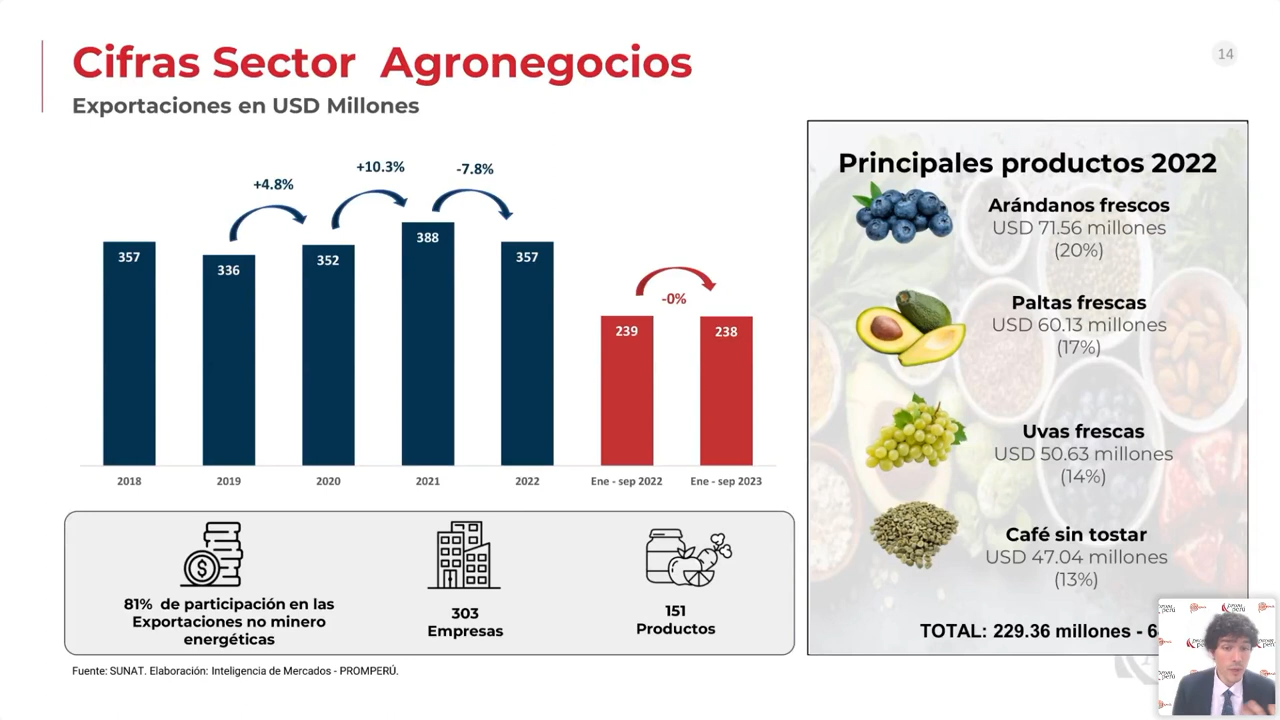 Cifras Sector Agronegocios
14
Exportaciones en USD Millones
+4.8%
+10.3%
-7.8%
-0%
357
336
352
388
357
239
238
2018
2019
2020
2021
2022
Ene - sep 2022
Ene - sep 2023
81% de participación en las
Exportaciones no minero
energéticas
303
Empresas
151
Productos
Fuente: SUNAT. Elaboración: Inteligencia de Mercados - PROMPERÚ.
Principales productos 2022
Arándanos frescos
USD 71.56 millones
(20%)
Paltas frescas
USD 60.13 millones
(17%)
Uvas frescas
USD 50.63 millones
(14%)
Café sin tostar
USD 47.04 millones
(13%)
TOTAL: 229.36 millones - 6